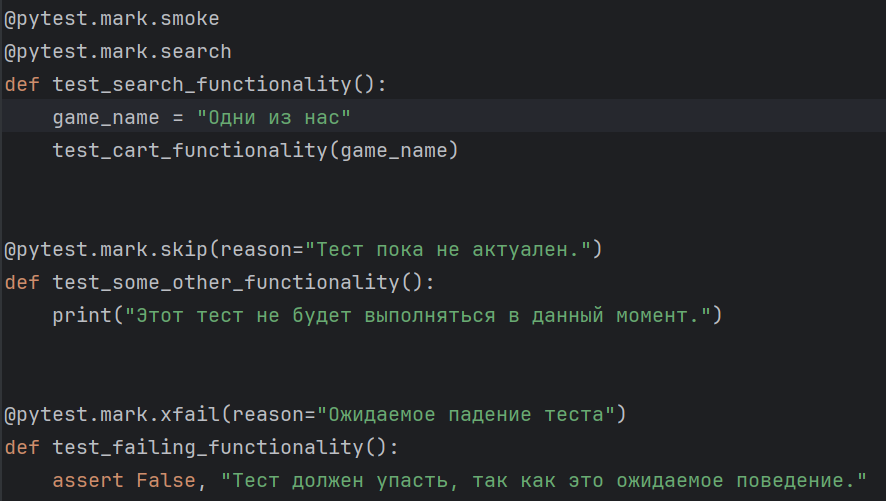 @pytest.mark.smoke
@pytest.mark.search
def test_search_functionality():
    game_name = "Одни из нас"
    test_cart_functionality(game_name)
@pytest.mark.skip(reason="Тест пока не актуален.")
def test_some_other_functionality():
    print("Этот тест не будет выполняться в данный момент.")
@pytest.mark.xfail(reason="Ожидаемое падение теста")
def test_failing_functionality():
    assert False, "Тест должен упасть, так как это ожидаемое поведение."